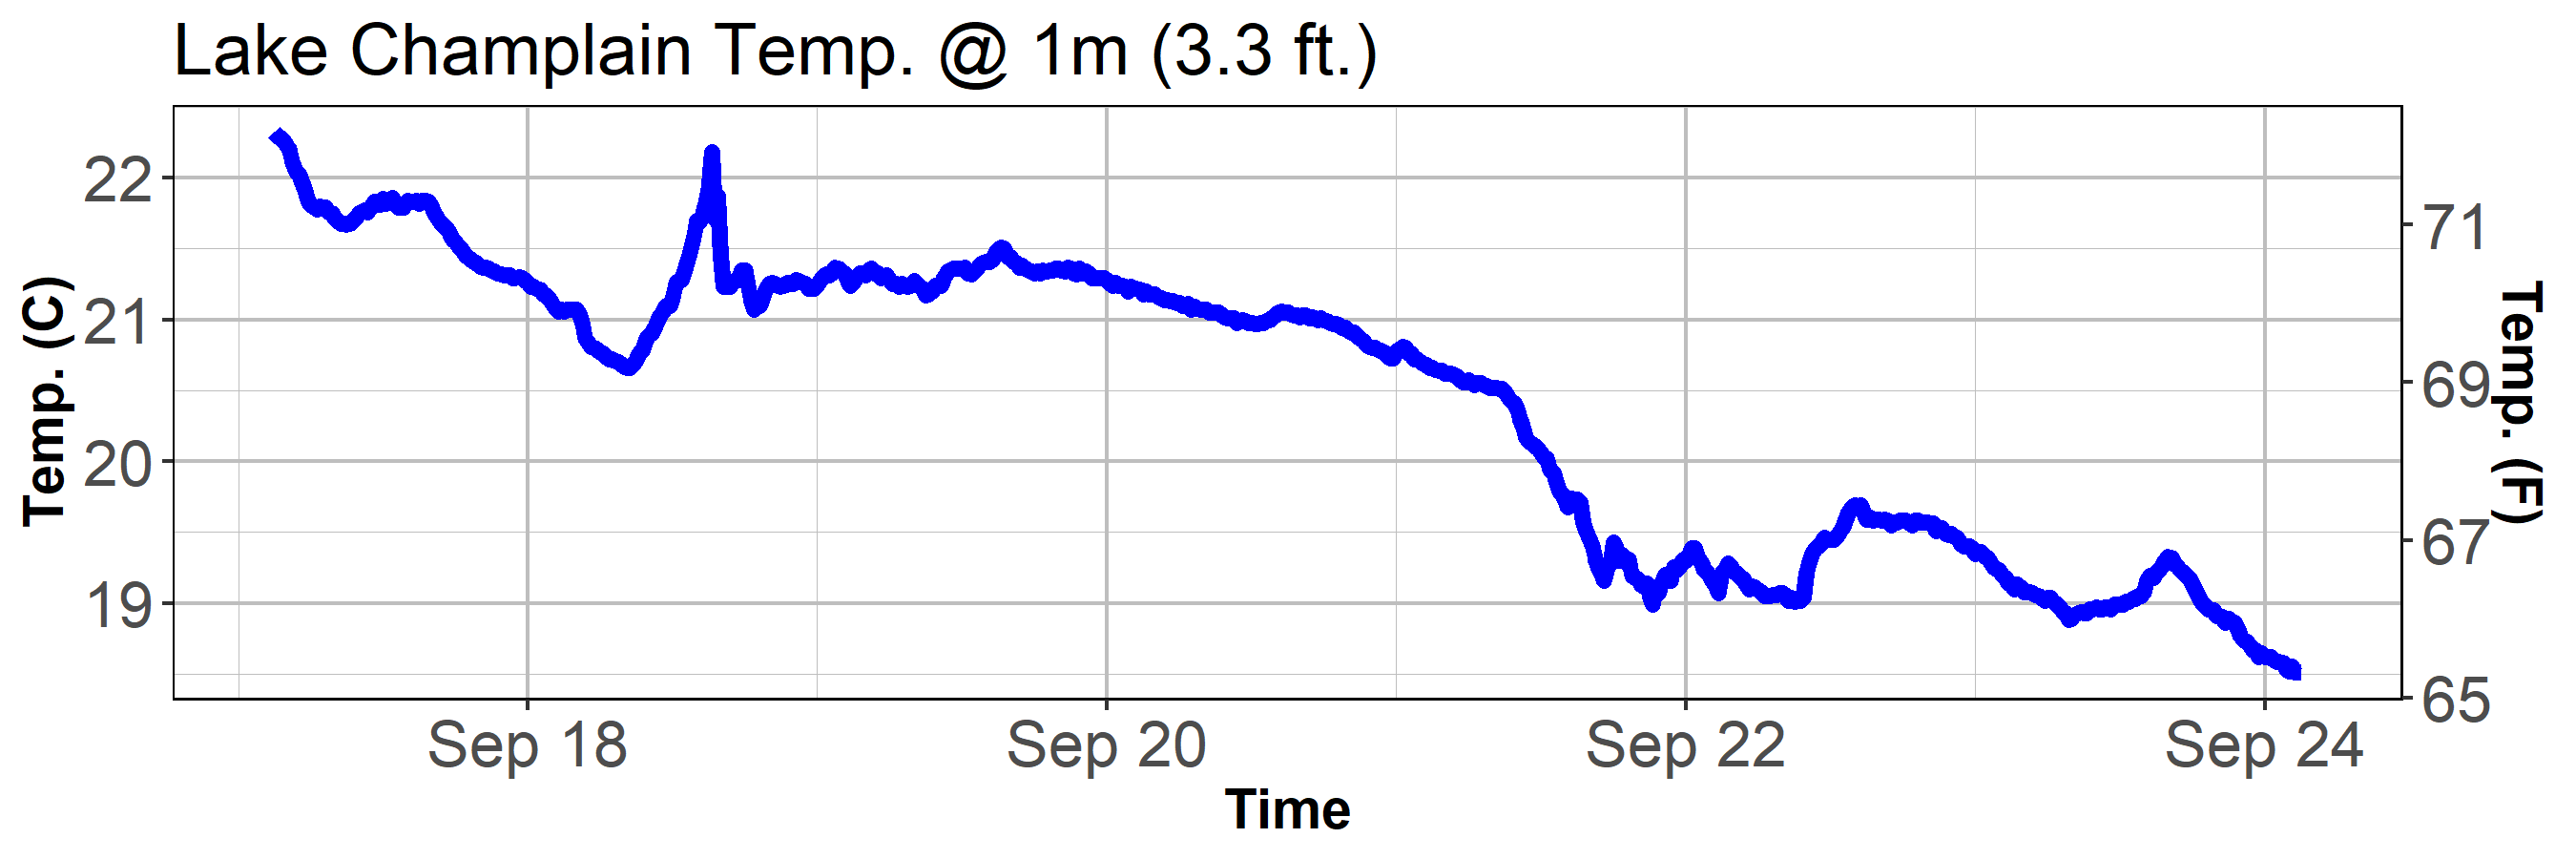 Lake Champlain Temp. @ 1m (3.3 ft.)
Temp. (C)
22
21
20
19
71
69
67
65
Temp. (F)
Sep 18 Sep 20 Sep 22 Sep 24
Time